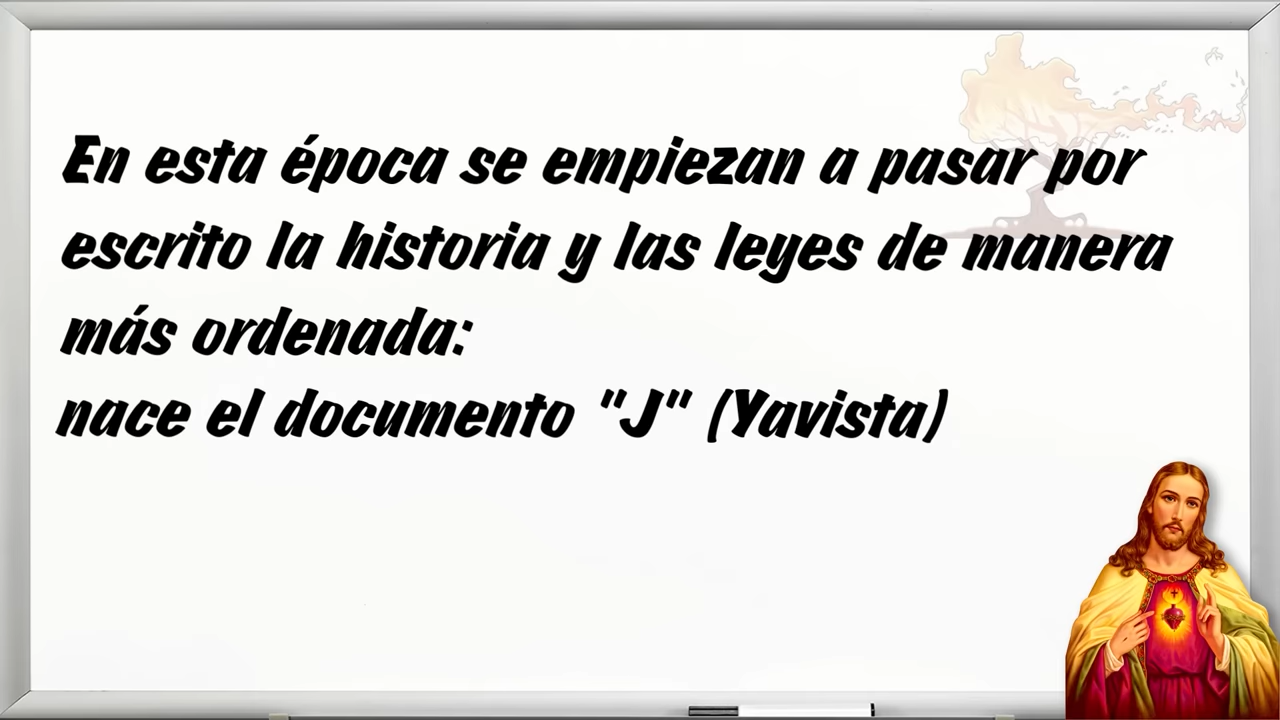 En esta época se empiezan a pasar por
escrito la historia y las leyes de manera
más ordenada:
nace el documento "J" (Yavista)